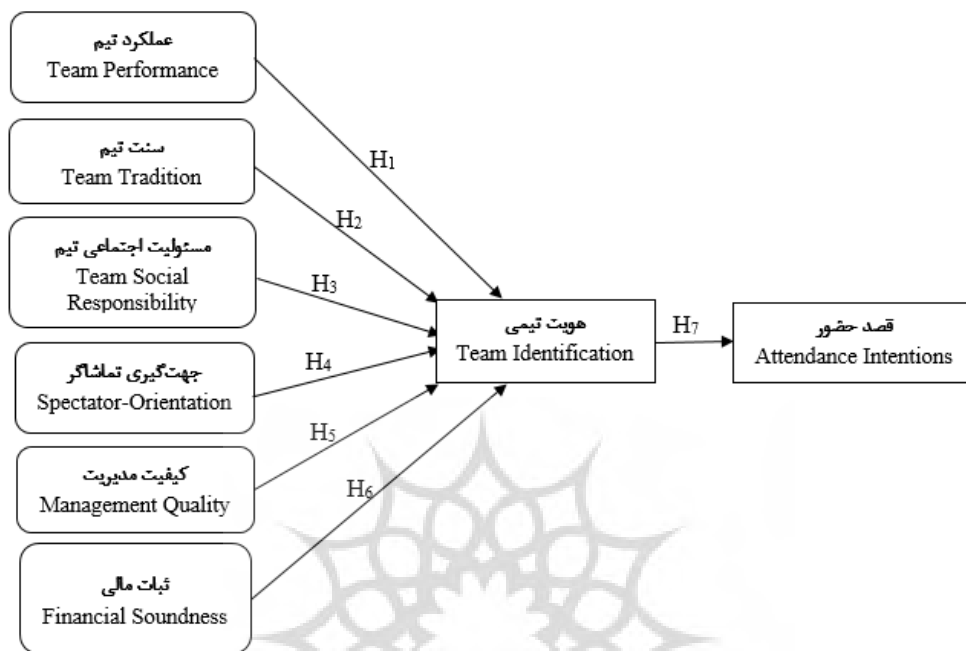 عملکرد تیم
Team Performance
سنت تیم
Team Tradition
مسئولیت اجتماعی تیم
Team Social
Responsibility
جهت‌گیری تماشاگر
Spectator-Orientation
کیفیت مدیریت
Management Quality
ثبات مالی
Financial Soundness
H1
H2
H3
H4
H5
H6
هویت تیمی
Team Identification
H7
قصد حضور
Attendance Intentions